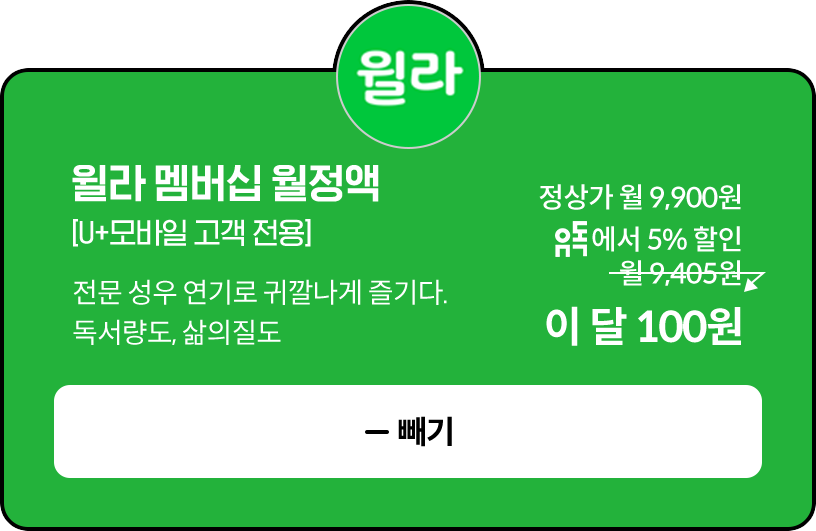 윌라
윌라 멤버십 월정액
[U+모바일 고객 전용]
전문 성우 연기로 귀깔나게 즐기다.
독서량도, 삶의질도
정상가 월 9,900원
유독에서 5% 할인
월 9,405원
이 달 100원
– 빼기